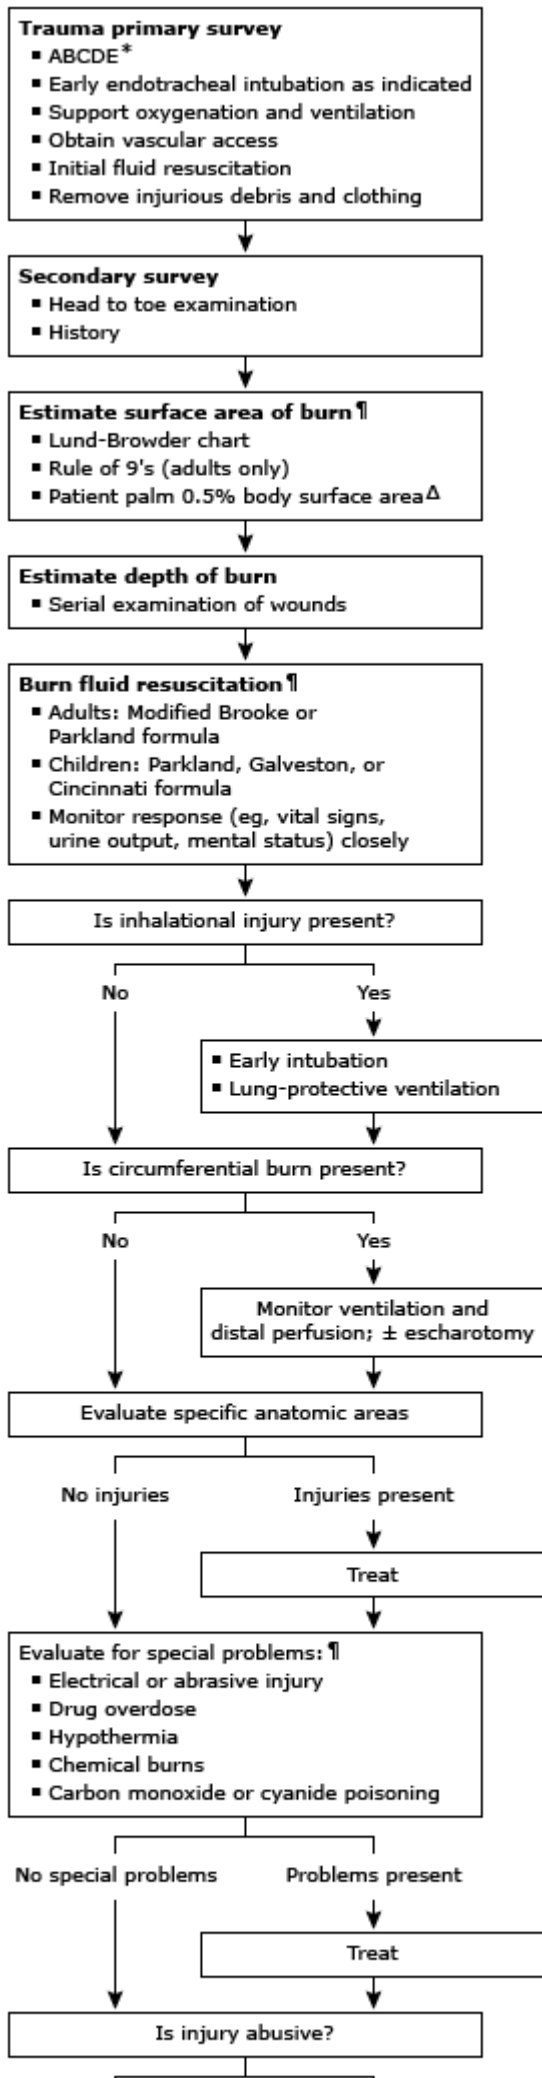 Trauma primary survey
▪ ABCDE*
▪ Early endotracheal intubation as indicated
▪ Support oxygenation and ventilation
▪ Obtain vascular access
▪ Initial fluid resuscitation
▪ Remove injurious debris and clothing
Secondary survey
▪ Head to toe examination
▪ History
Estimate surface area of burn¶
▪ Lund-Browder chart
▪ Rule of 9's (adults only)
▪ Patient palm 0.5% body surface areaΔ
Estimate depth of burn
▪ Serial examination of wounds
Burn fluid resuscitation¶
▪ Adults: Modified Brooke or
Parkland formula
▪ Children: Parkland, Galveston, or
Cincinnati formula
▪ Monitor response (eg, vital signs,
urine output, mental status) closely
Is inhalational injury present?
No
Yes
▪ Early intubation
▪ Lung-protective ventilation
Is circumferential burn present?
No
Yes
Monitor ventilation and
distal perfusion; ± escharotomy
Evaluate specific anatomic areas
No injuries
Injuries present
Treat
Evaluate for special problems:¶
▪ Electrical or abrasive injury
▪ Drug overdose
▪ Hypothermia
▪ Chemical burns
▪ Carbon monoxide or cyanide poisoning
No special problems
Problems present
Treat
Is injury abusive?